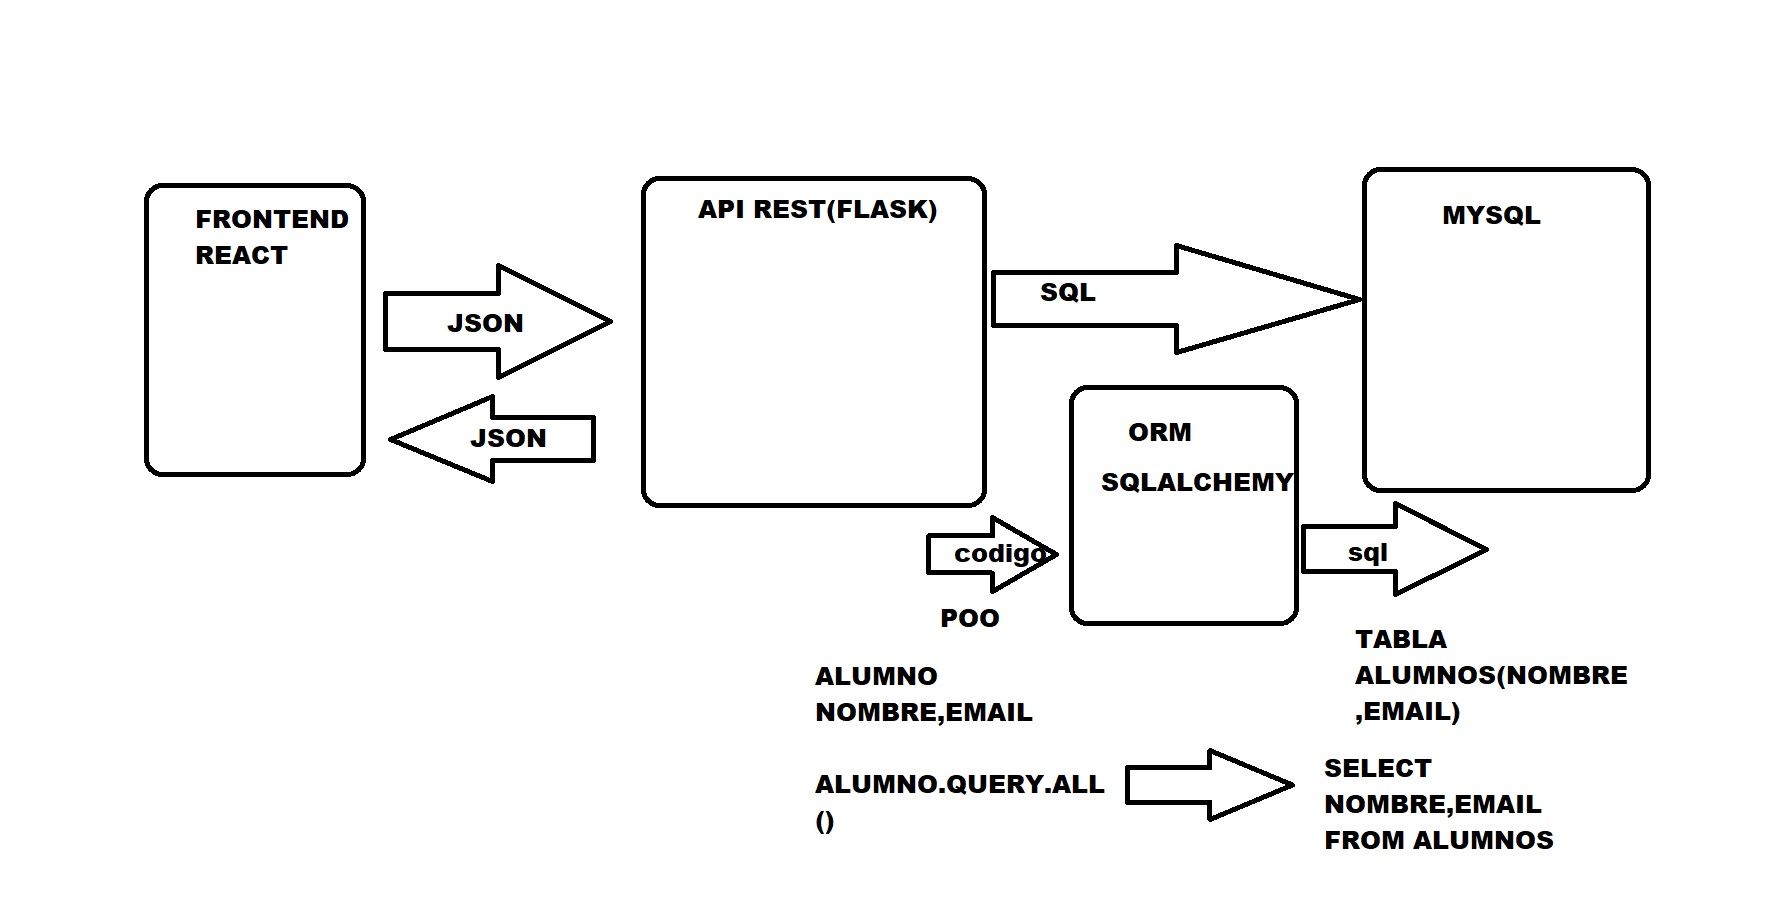 FRONTEND
REACT
JSON
JSON
API REST(FLASK)
SQL
MYSQL
ORM
SQLALCHEMY
codigo
sql
POO
ALUMNO
NOMBRE,EMAIL
TABLA
ALUMNOS(NOMBRE
,EMAIL)
ALUMNO.QUERY.ALL
()
SELECT
NOMBRE,EMAIL
FROM ALUMNOS